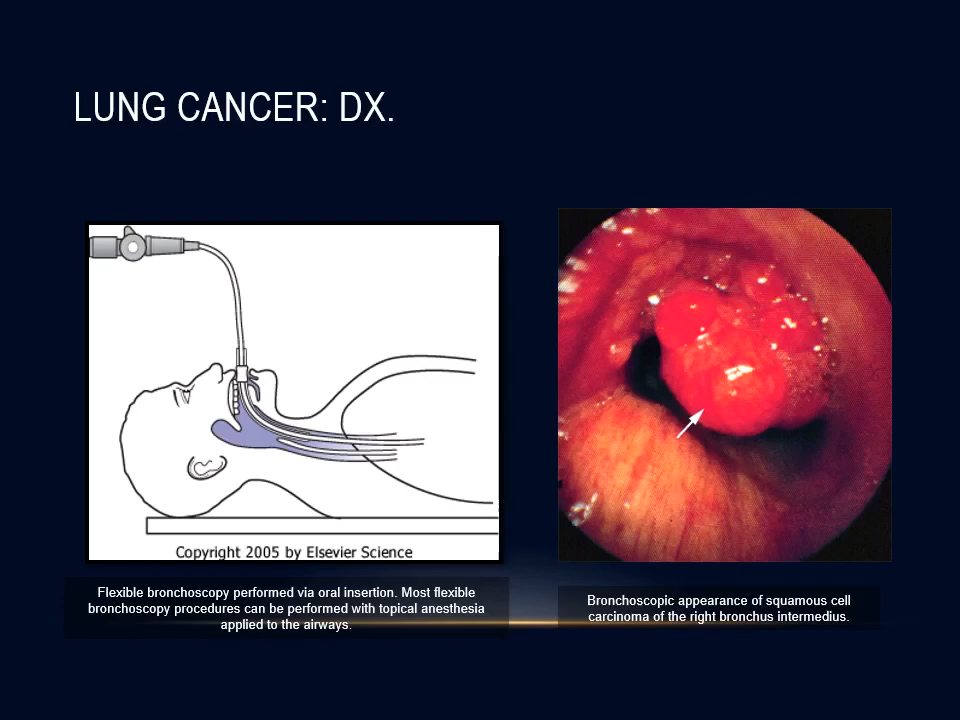 LUNG CANCER: DX.
Copyright 2005 by Elsevier Science
Flexible bronchoscopy performed via oral insertion. Most flexible
bronchoscopy procedures can be performed with topical anesthesia
applied to the airways.
Bronchoscopic appearance of squamous cell
carcinoma of the right bronchus intermedius.